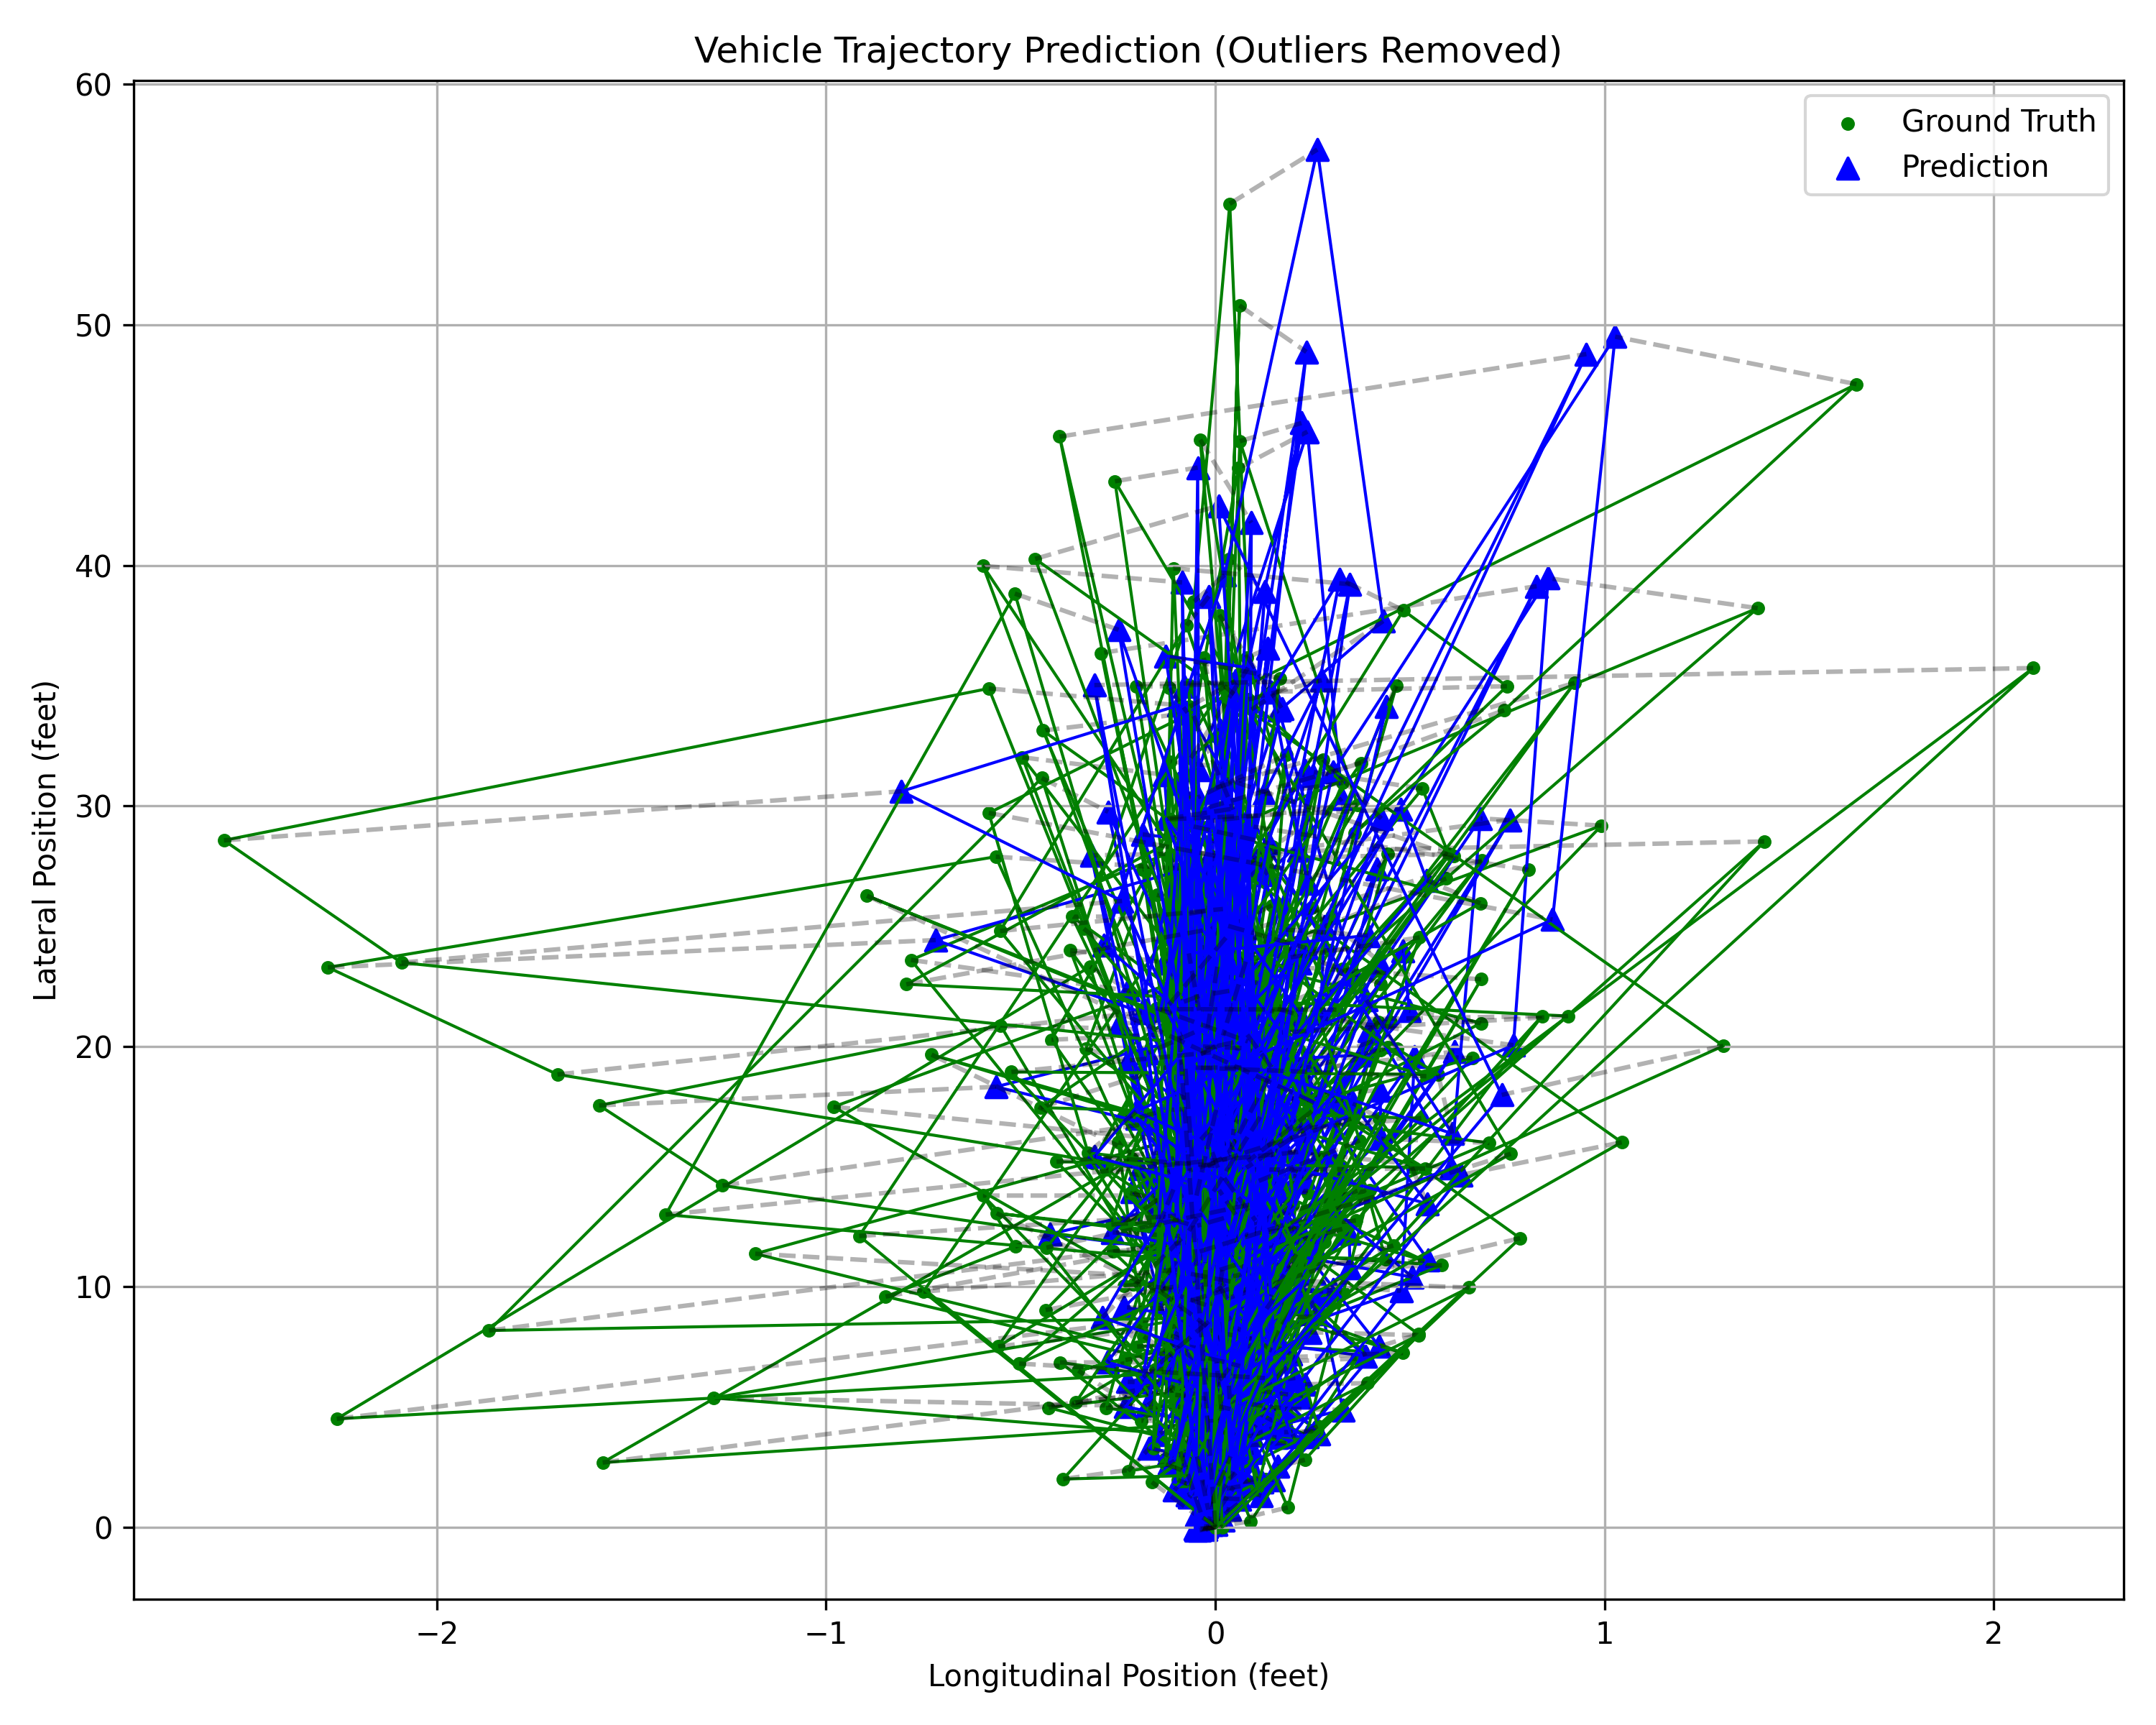 Vehicle Trajectory Prediction (Outliers Removed)
Ground Truth
Prediction
Lateral Position (feet)
60
50
40
30
20
10
0
−2
−1
0
1
2
Longitudinal Position (feet)